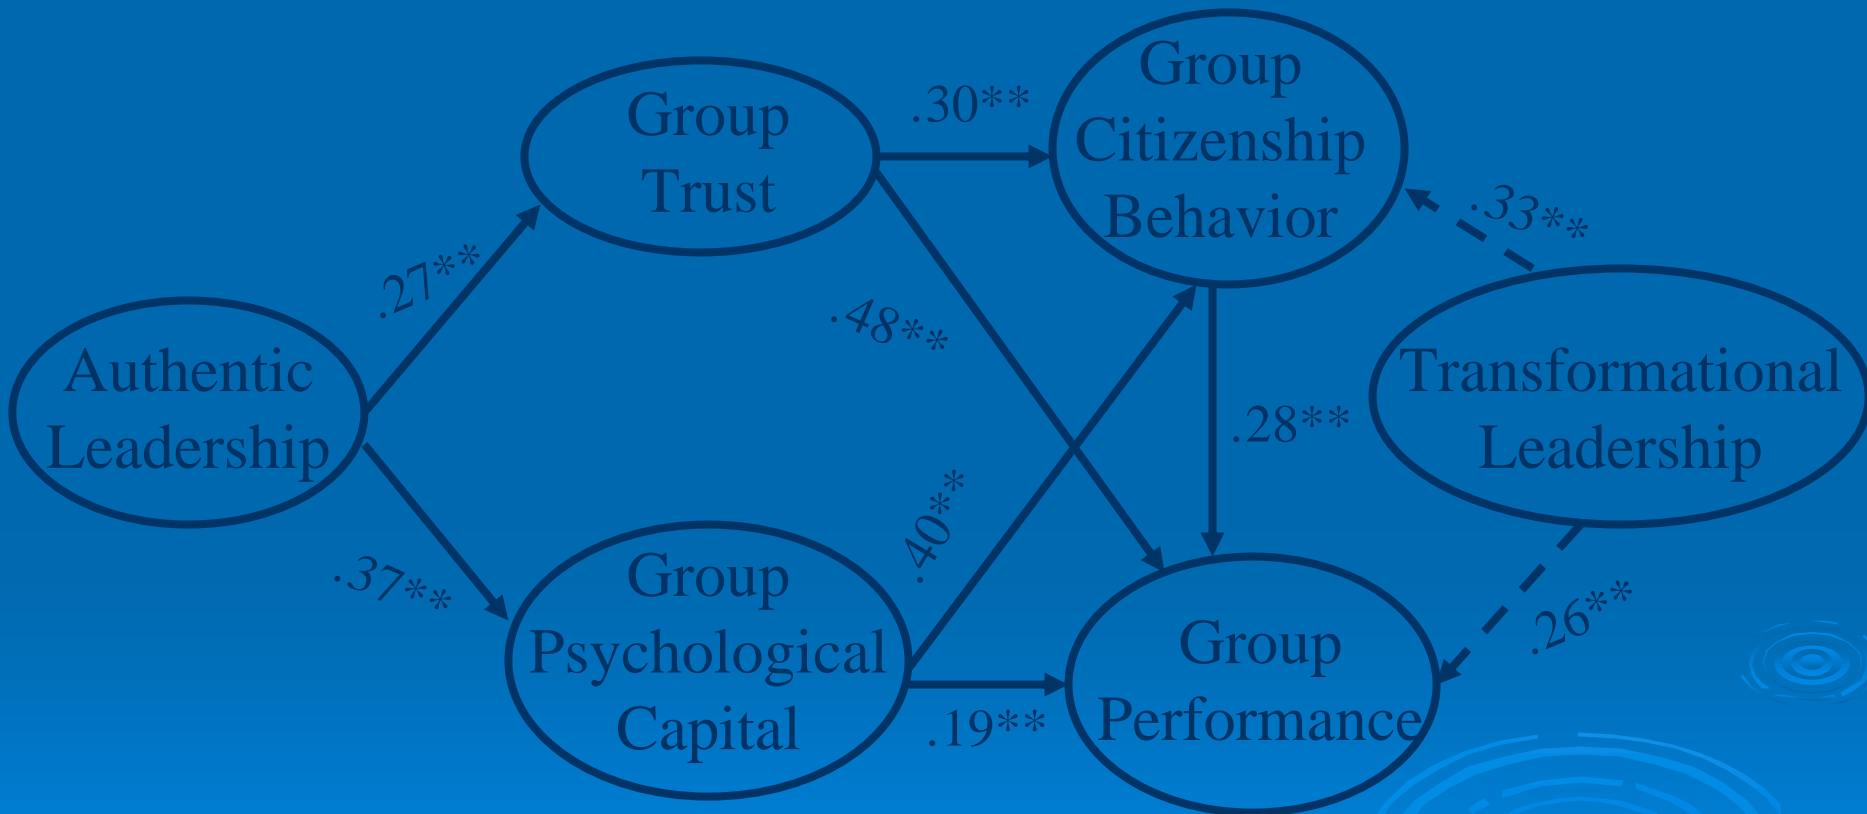 Group
Citizenship
Behavior
Group
Trust
.30**
.33**
.27**
.48**
Authentic
Leadership
Transformational
Leadership
.28**
.40**
.37**
Group
Psychological
Capital
.19**
Group
Performance
.26**